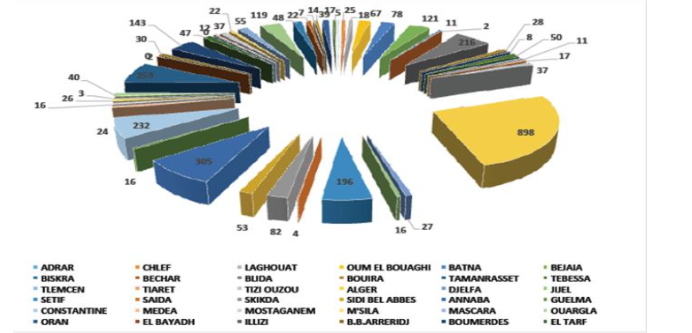 22
119 48 22 7 14 39 17 5 25
143 47 12 37 55 18 67 78 121 11 2
30 216 28
8 50
11
17
40 37
3
26
16
24 232 898
16 305
196
53 82 4 16 27
ADRAR CHLEF LAGHOUAT OUM EL BOUAGHI BATNA BEJAIA
BISKRA BECHAR BLIDA BOUIRA TAMANRASSET TEBESSA
TLEMCEN TIARET TIZI OUZOU ALGER DJELFA JIJEL
SETIF SAIDA SKIKDA SIDI BEL ABBES ANNABA GUELMA
CONSTANTINE MEDEA MOSTAGANEM M'SILA MASCARA OUARGLA
ORAN EL BAYADH ILLIZI B.B.ARRERIDJ BOUMERDES EL TARF